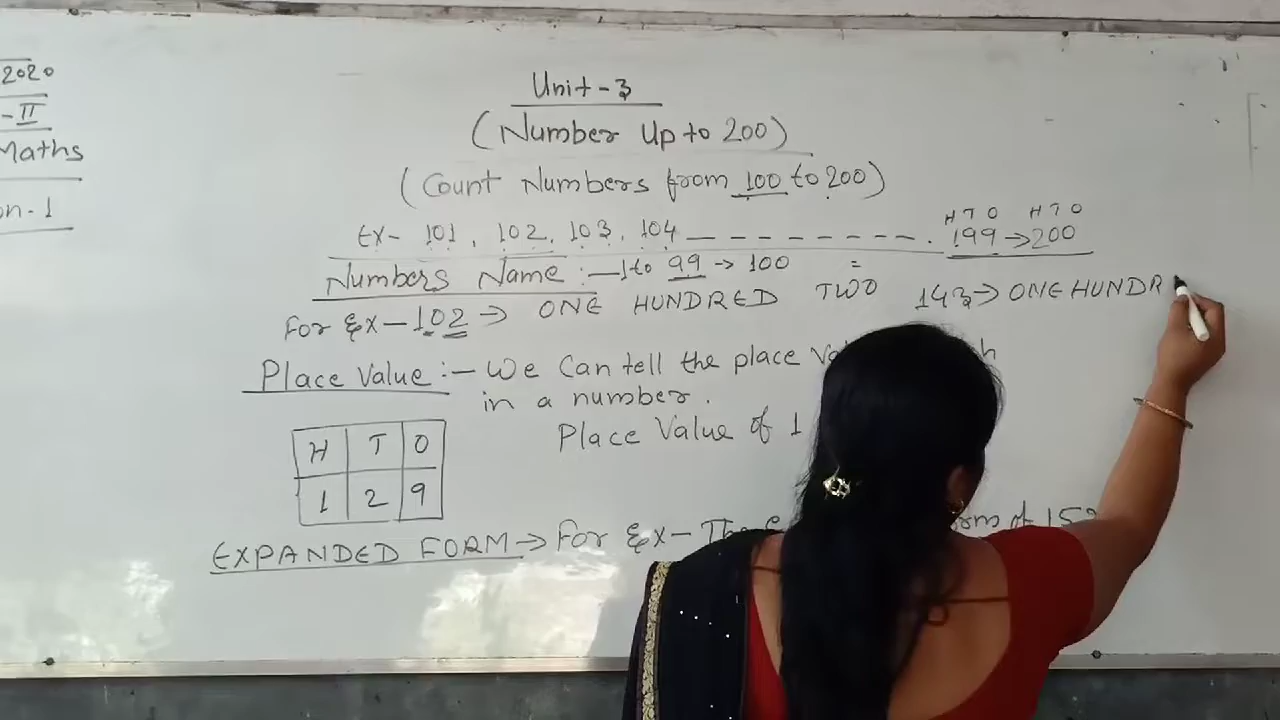 2020
-II
Maths
on-1
Unit-3
(Number Up to 200)
(Count Numbers from 100 to 200)
H T O H T O
Ex- 101, 102, 103, 104 _ _ _ _ _ _ _ _ _. 199 → 200
Numbers Name :- 1 to 99 → 100
For Ex - 102 → ONE HUNDRED TWO 143 → ONE HUNDR
Place Value :- We Can tell the place
in a number.
H T O
Place Value of 1
1 2 9
EXPANDED FORM → For Ex - The of 15